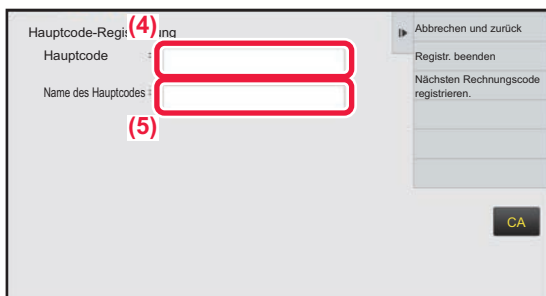 Hauptcode-Regis(4)ung
Hauptcode :
Name des Hauptcodes :
(5)
Abbrechen und zurück
Registr. beenden
Nächsten Rechnungscode
registrieren.
CA